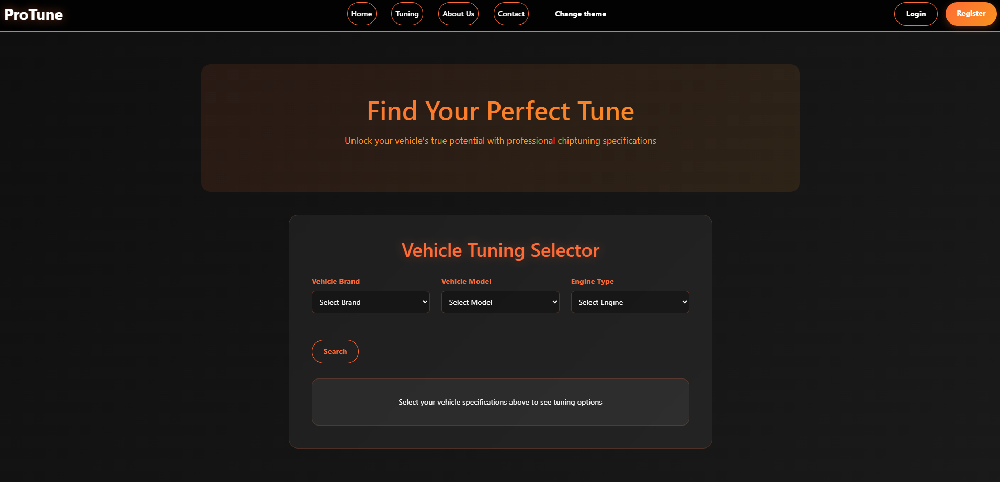 ProTune
Home
Tuning
About Us
Contact
Change theme
Login
Register
Find Your Perfect Tune
Unlock your vehicle's true potential with professional chiptuning specifications
Vehicle Tuning Selector
Vehicle Brand
Vehicle Model
Engine Type
Select Brand
Select Model
Select Engine
Search
Select your vehicle specifications above to see tuning options